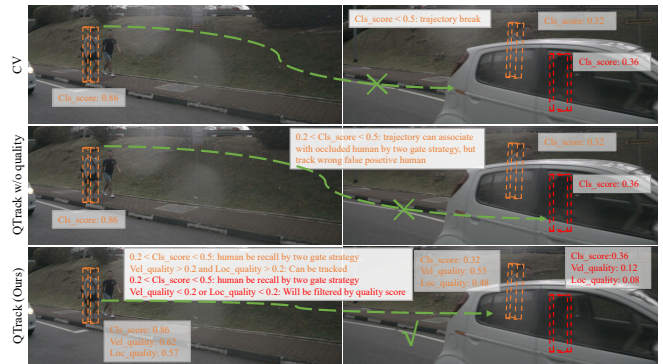 CV
Cls_score: 0.86
Cls_score < 0.5: trajectory break
Cls_score: 0.32
Cls_score: 0.36
QTrack w/o quality
Cls_score: 0.86
0.2 < Cls_score < 0.5: trajectory can associate
with occluded human by two gate strategy, but
track wrong false posetive human
Cls_score: 0.32
Cls_score: 0.36
QTrack (Ours)
0.2 < Cls_score < 0.5: human be recall by two gate strategy
Vel_quality > 0.2 and Loc_quality > 0.2: Can be tracked
0.2 < Cls_score < 0.5: human be recall by two gate strategy
Vel_quality < 0.2 or Loc_quality < 0.2: Will be filtered by quality score
Cls_score: 0.86
Vel_quality: 0.62
Loc_quality: 0.57
Cls_score: 0.32
Vel_quality: 0.55
Loc_quality: 0.48
Cls_score:0.36
Vel_quality: 0.12
Loc_quality: 0.08